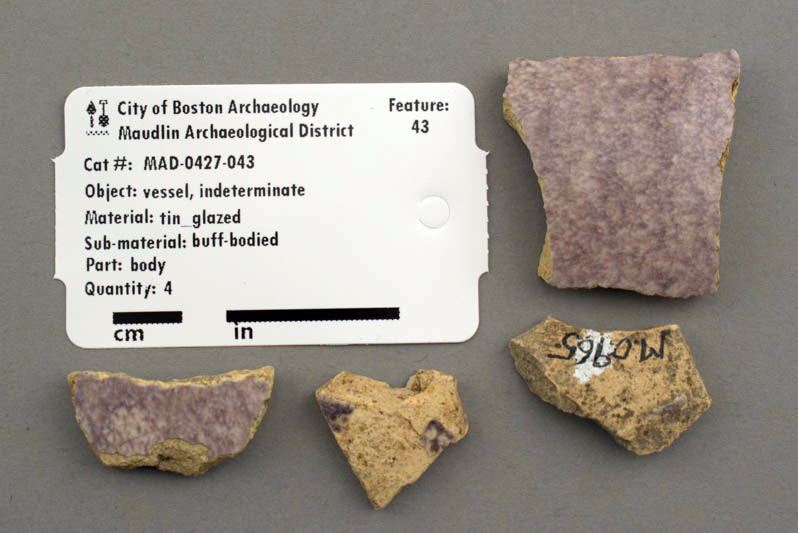 City of Boston Archaeology
Maudlin Archaeological District
Feature:
43
Cat #: MAD-0427-043
Object: vessel, indeterminate
Material: tin_glazed
Sub-material: buff-bodied
Part: body
Quantity: 4
cm
in
M.0965